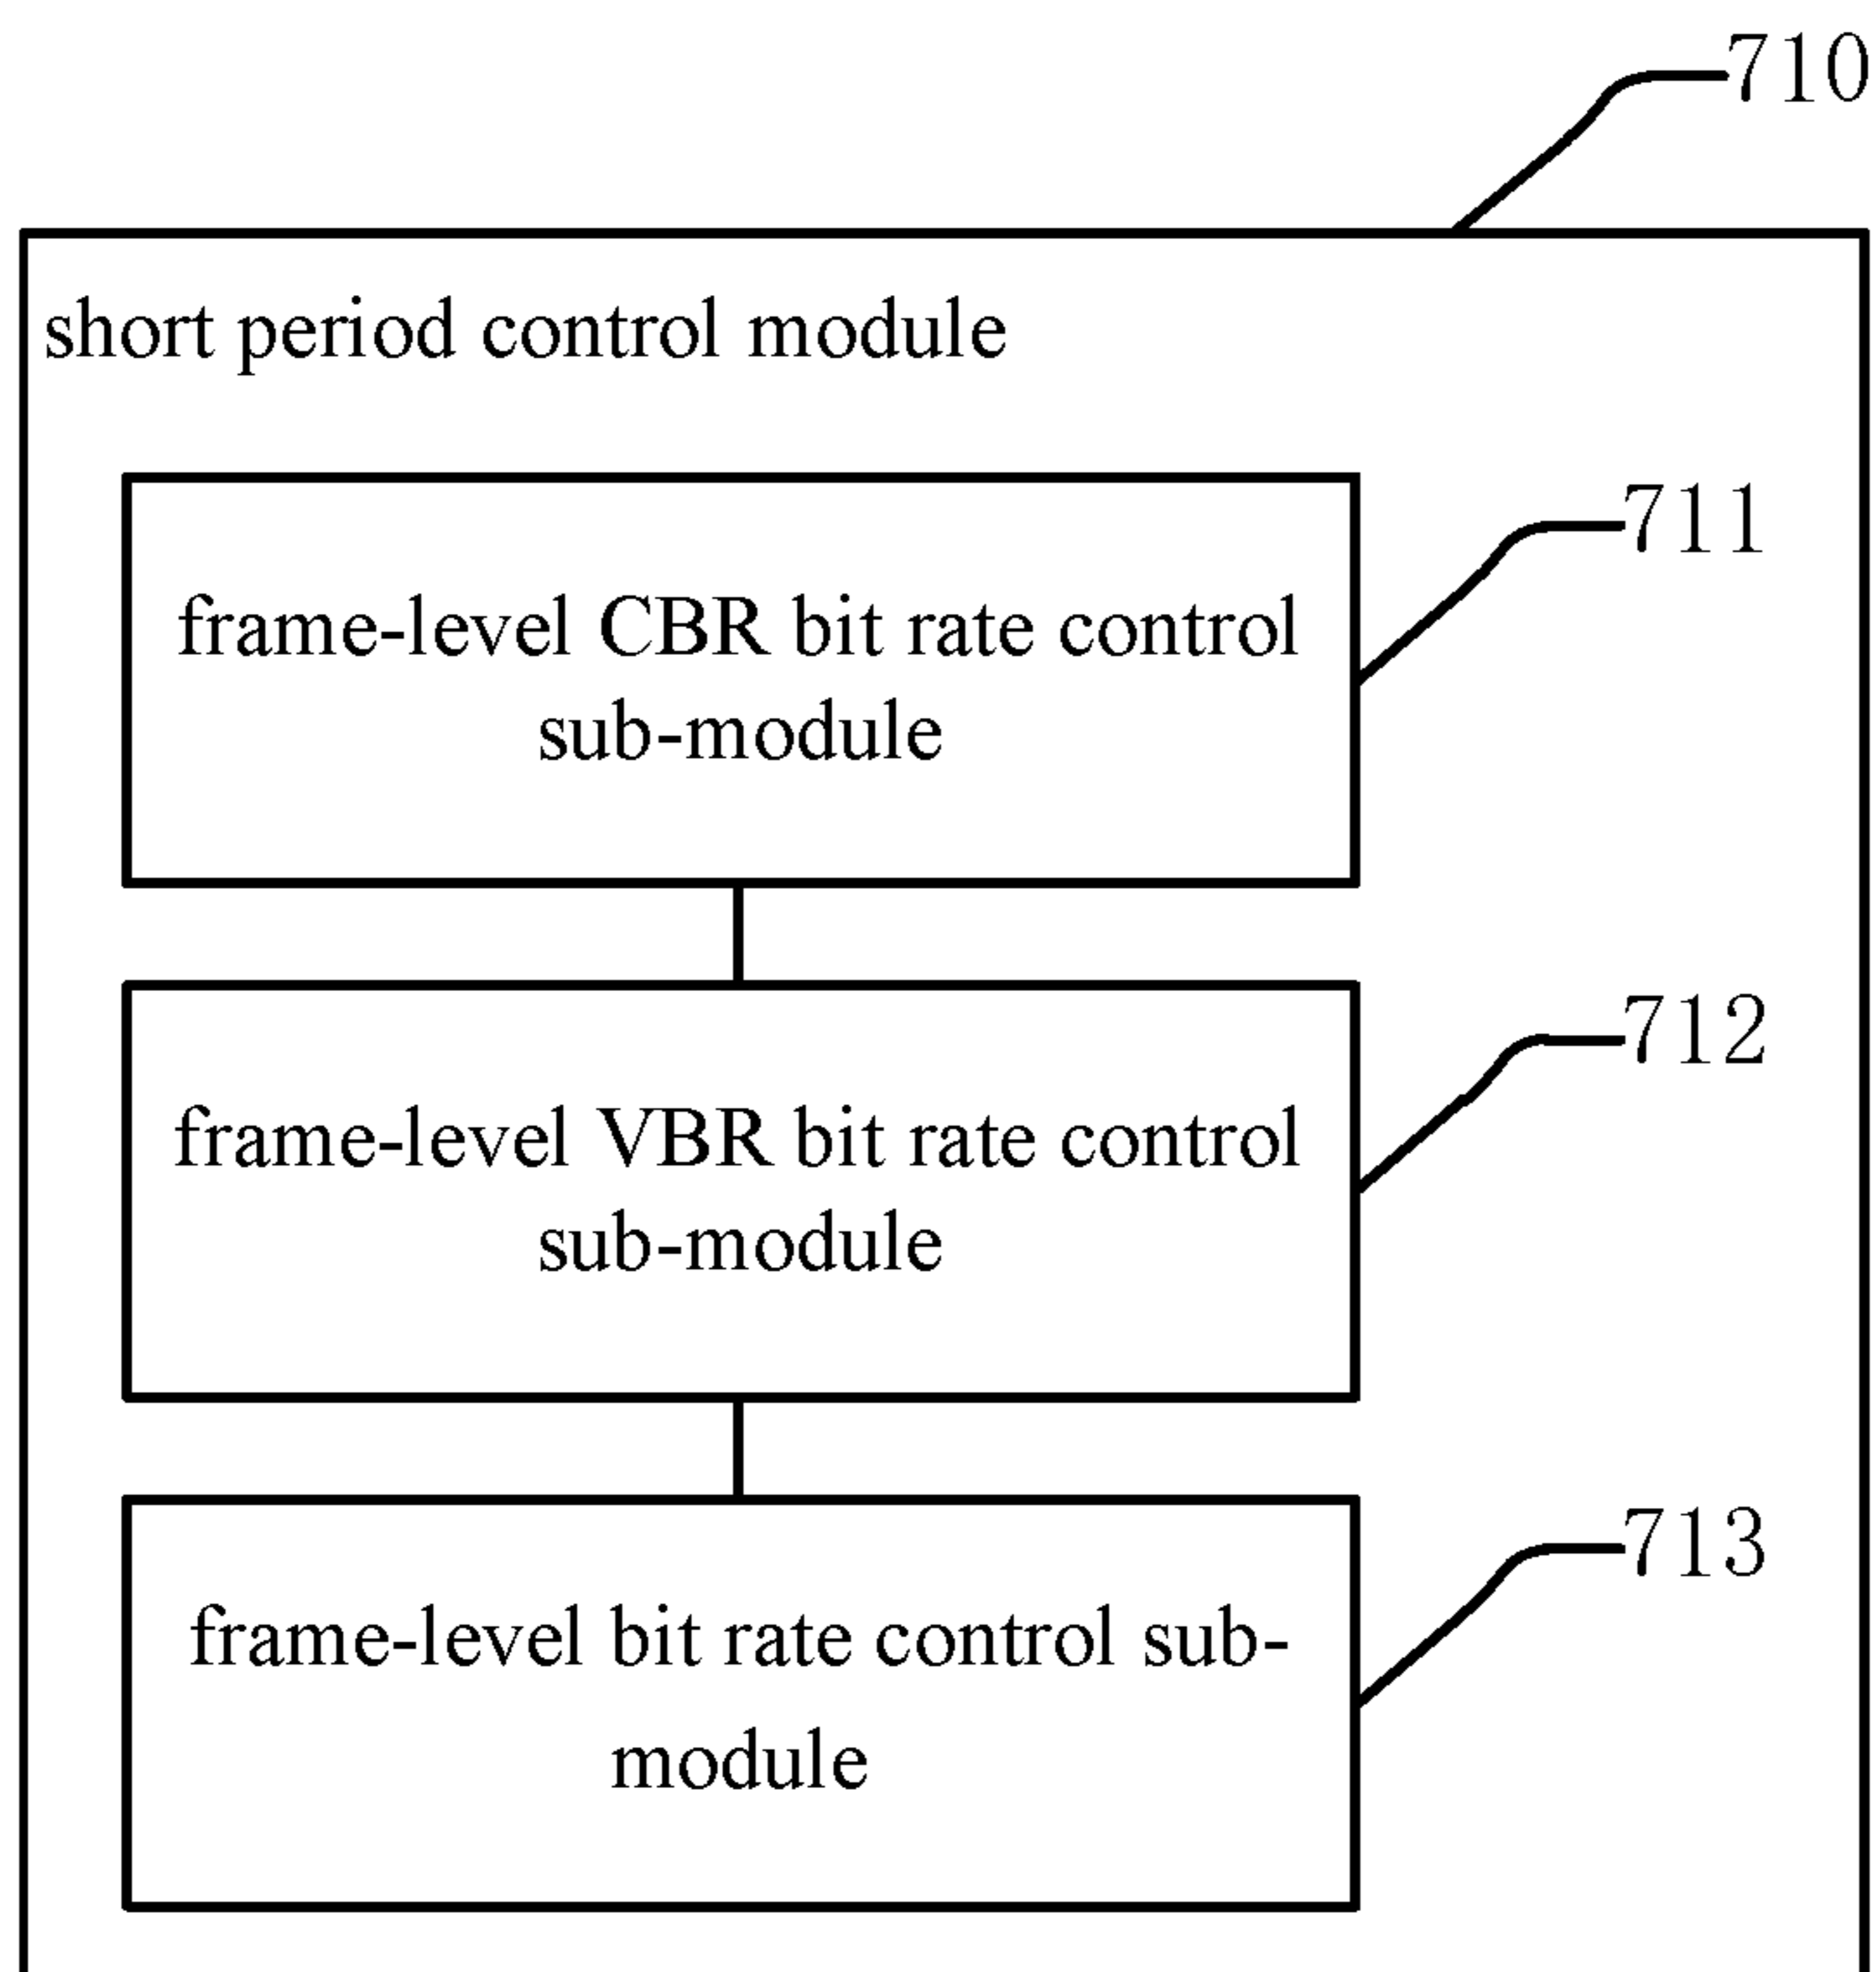 710
short period control module
711
frame-level CBR bit rate control
sub-module
712
frame-level VBR bit rate control
sub-module
713
frame-level bit rate control sub-
module